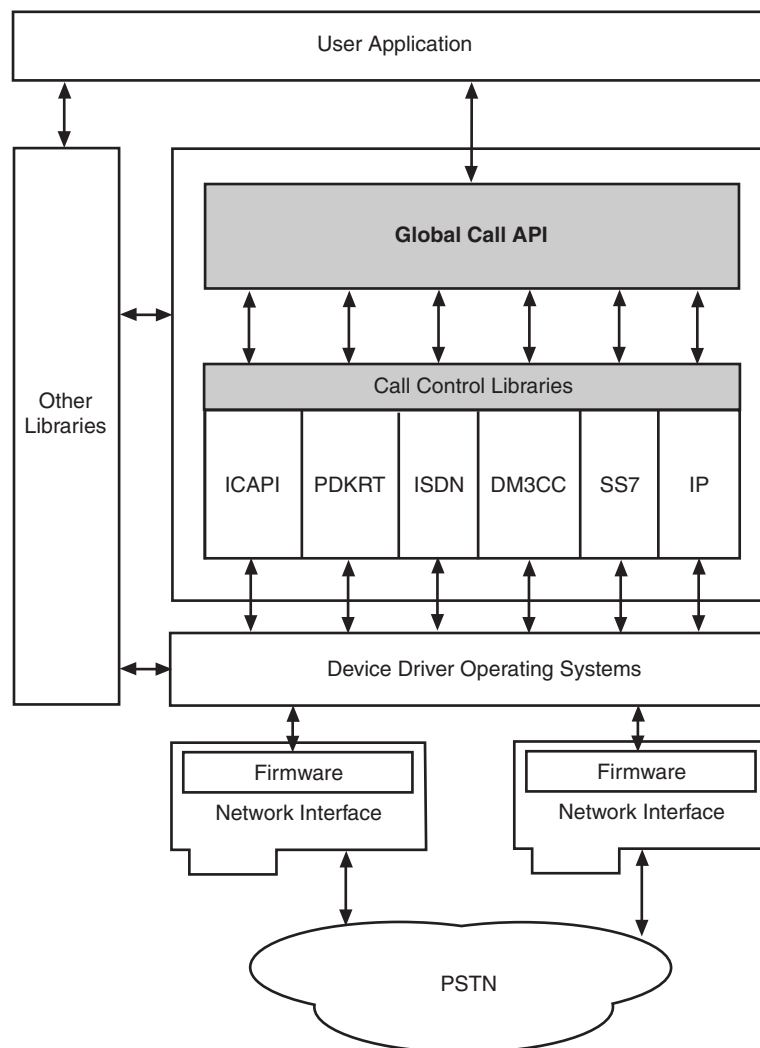 User Application
Global Call API
Call Control Libraries
Other
Libraries
ICAPI
PDKRT
ISDN
DM3CC
SS7
IP
Device Driver Operating Systems
Firmware
Network Interface
Firmware
Network Interface
PSTN